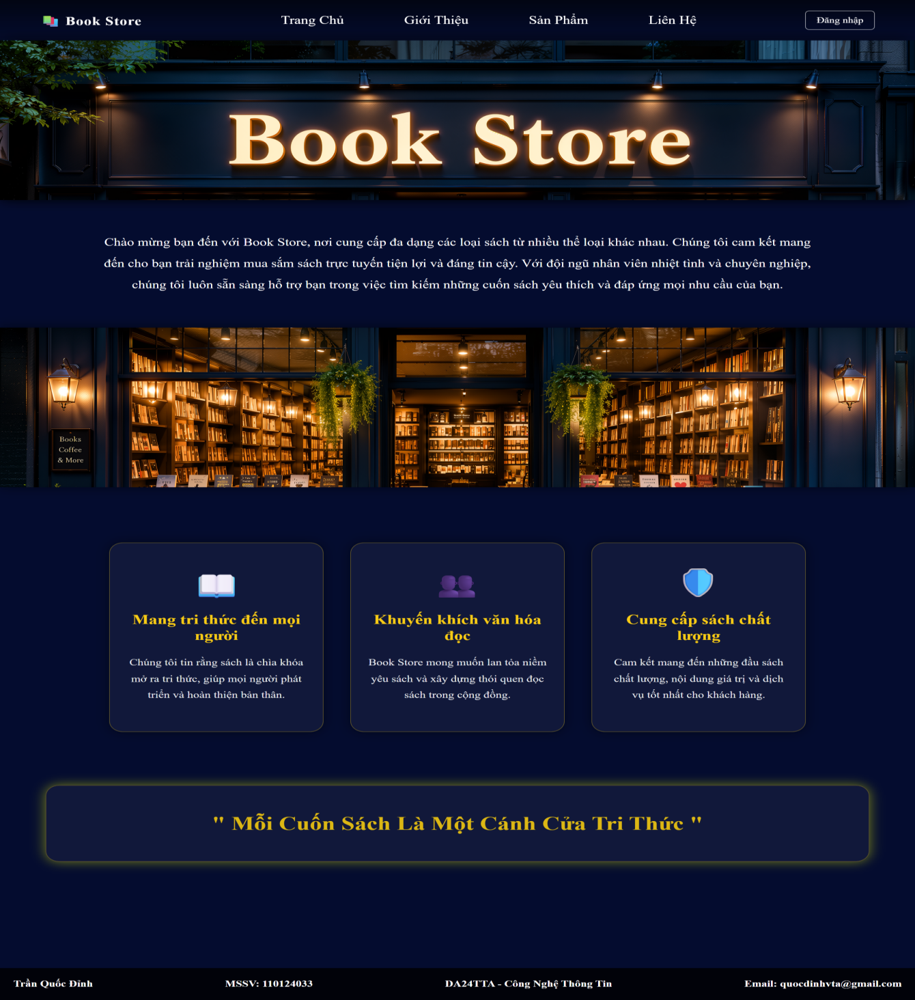 Book Store
Trang Chủ
Giới Thiệu
Sản Phẩm
Liên Hệ
Đăng nhập
Book Store
Chào mừng bạn đến với Book Store, nơi cung cấp đa dạng các loại sách từ nhiều thể loại khác nhau. Chúng tôi cam kết mang
đến cho bạn trải nghiệm mua sắm sách trực tuyến tiện lợi và đáng tin cậy. Với đội ngũ nhân viên nhiệt tình và chuyên nghiệp,
chúng tôi luôn sẵn sàng hỗ trợ bạn trong việc tìm kiếm những cuốn sách yêu thích và đáp ứng mọi nhu cầu của bạn.
Books
Coffee
& More
Mang tri thức đến mọi
người
Chúng tôi tin rằng sách là chìa khóa
mở ra tri thức, giúp mọi người phát
triển và hoàn thiện bản thân.
Khuyến khích văn hóa
đọc
Book Store mong muốn lan tỏa niềm
yêu sách và xây dựng thói quen đọc
sách trong cộng đồng.
Cung cấp sách chất
lượng
Cam kết mang đến những đầu sách
chất lượng, nội dung giá trị và dịch
vụ tốt nhất cho khách hàng.
" Mỗi Cuốn Sách Là Một Cánh Cửa Tri Thức "
Trần Quốc Đỉnh
MSSV: 110124033
DA24TTA - Công Nghệ Thông Tin
Email: quocdinhvta@gmail.com